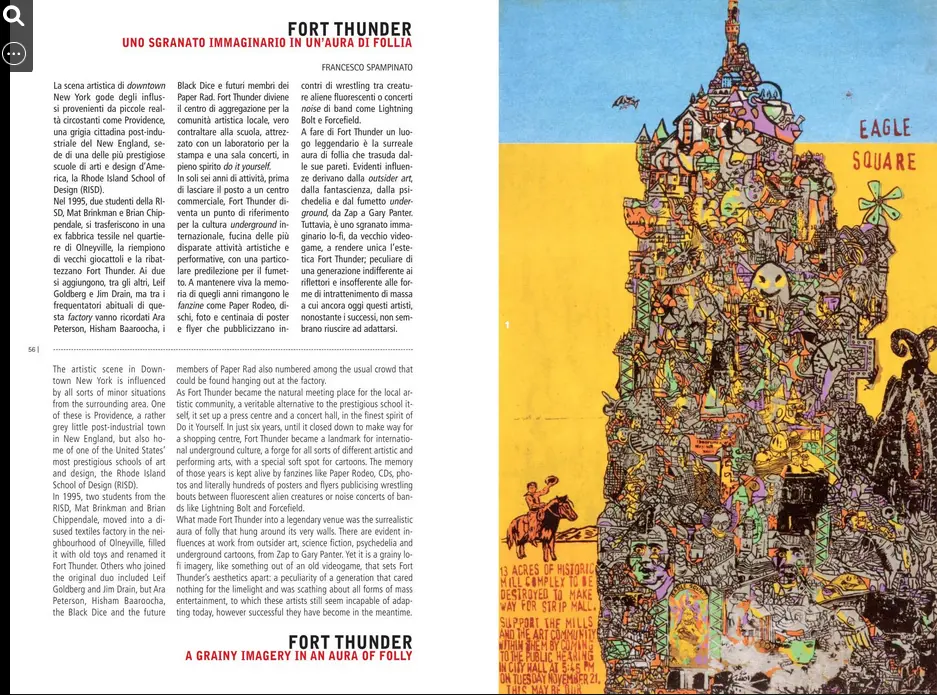 FORT THUNDER
UNO SGRANATO IMMAGINARIO IN UN'AURA DI FOLLIA
FRANCESCO SPAMPINATO
La scena artistica di downtown
New York gode degli influs-
si provenienti da piccole real-
tà circostanti come Providence,
una grigia cittadina post-indu-
striale del New England, se-
de di una delle più prestigiose
scuole di arti e design d'Ame-
rica, la Rhode Island School of
Design (RISD).
Nel 1995, due studenti della RI-
SD, Mat Brinkman e Brian Chip-
pendale, si trasferiscono in una
ex fabbrica tessile nel quartie-
re di Olneyville, la riempiono
di vecchi giocattoli e la ribat-
tezzano Fort Thunder. Ai due
si aggiungono, tra gli altri, Leif
Goldberg e Jim Drain, ma tra i
frequentatori abituali di que-
sta factory vanno ricordati Ara
Peterson, Hisham Baaroocha, i
Black Dice e futuri membri dei
Paper Rad. Fort Thunder diviene
il centro di aggregazione per la
comunità artistica locale, vero
contraltare alla scuola, attrez-
zato con un laboratorio per la
stampa e una sala concerti, in
pieno spirito do it yourself.
In soli sei anni di attività, prima
di lasciare il posto a un centro
commerciale, Fort Thunder di-
venta un punto di riferimento
per la cultura underground in-
ternazionale, fucina delle più
disparate attività artistiche e
performative, con una partico-
lare predilezione per il fumet-
to. A mantenere viva la memo-
ria di quegli anni rimangono le
fanzine come Paper Rodeo, di-
schi, foto e centinaia di poster
e flyer che pubblicizzano in-
contri di wrestling tra creatu-
re aliene fluorescenti o concerti
noise di band come Lightning
Bolt e Forcefield.
A fare di Fort Thunder un luo-
go leggendario è la surreale
aura di follia che trasuda dal-
le sue pareti. Evidenti influen-
ze derivano dalla outsider art,
dalla fantascienza, dalla psi-
chedelia e dal fumetto under-
ground, da Zap a Gary Panter.
Tuttavia, è uno sgranato imma-
ginario lo-fi, da vecchio video-
game, a rendere unica l'este-
tica Fort Thunder; peculiare di
una generazione indifferente ai
riflettori e insofferente alle for-
me di intrattenimento di massa
a cui ancora oggi questi artisti,
nonostante i successi, non sem-
brano riuscire ad adattarsi.
56 |
The artistic scene in Down-
town New York is influenced
by all sorts of minor situations
from the surrounding area. One
of these is Providence, a rather
grey little post-industrial town
in New England, but also ho-
me of one of the United States'
most prestigious schools of art
and design, the Rhode Island
School of Design (RISD).
In 1995, two students from the
RISD, Mat Brinkman and Brian
Chippendale, moved into a di-
sused textiles factory in the nei-
ghbourhood of Olneyville, filled
it with old toys and renamed it
Fort Thunder. Others who joined
the original duo included Leif
Goldberg and Jim Drain, but Ara
Peterson, Hisham Baaroocha,
the Black Dice and the future
members of Paper Rad also numbered among the usual crowd that
could be found hanging out at the factory.
As Fort Thunder became the natural meeting place for the local ar-
tistic community, a veritable alternative to the prestigious school it-
self, it set up a press centre and a concert hall, in the finest spirit of
Do it Yourself. In just six years, until it closed down to make way for
a shopping centre, Fort Thunder became a landmark for internatio-
nal underground culture, a forge for all sorts of different artistic and
performing arts, with a special soft spot for cartoons. The memory
of those years is kept alive by fanzines like Paper Rodeo, CDs, pho-
tos and literally hundreds of posters and flyers publicising wrestling
bouts between fluorescent alien creatures or noise concerts of ban-
ds like Lightning Bolt and Forcefield.
What made Fort Thunder into a legendary venue was the surrealistic
aura of folly that hung around its very walls. There are evident in-
fluences at work from outsider art, science fiction, psychedelia and
underground cartoons, from Zap to Gary Panter. Yet it is a grainy lo-
fi imagery, like something out of an old videogame, that sets Fort
Thunder's aesthetics apart: a peculiarity of a generation that cared
nothing for the limelight and was scathing about all forms of mass
entertainment, to which these artists still seem incapable of adap-
ting today, however successful they have become in the meantime.
FORT THUNDER
A GRAINY IMAGERY IN AN AURA OF FOLLY
EAGLE
SQUARE
1
13 ACRES OF HISTORIC
MILL COMPLEX TO BE
DESTROYED TO MAKE
WAY FOR STRIP MALL.
SUPPORT THE MILLS
AND THE ART COMMUNITY
WITHIN THEM BY COMING
TO THE PUBLIC HEARING
IN CITY HALL AT 5:45 PM
ON TUESDAY NOVEMBER 21.
THIS MAY BE OUR